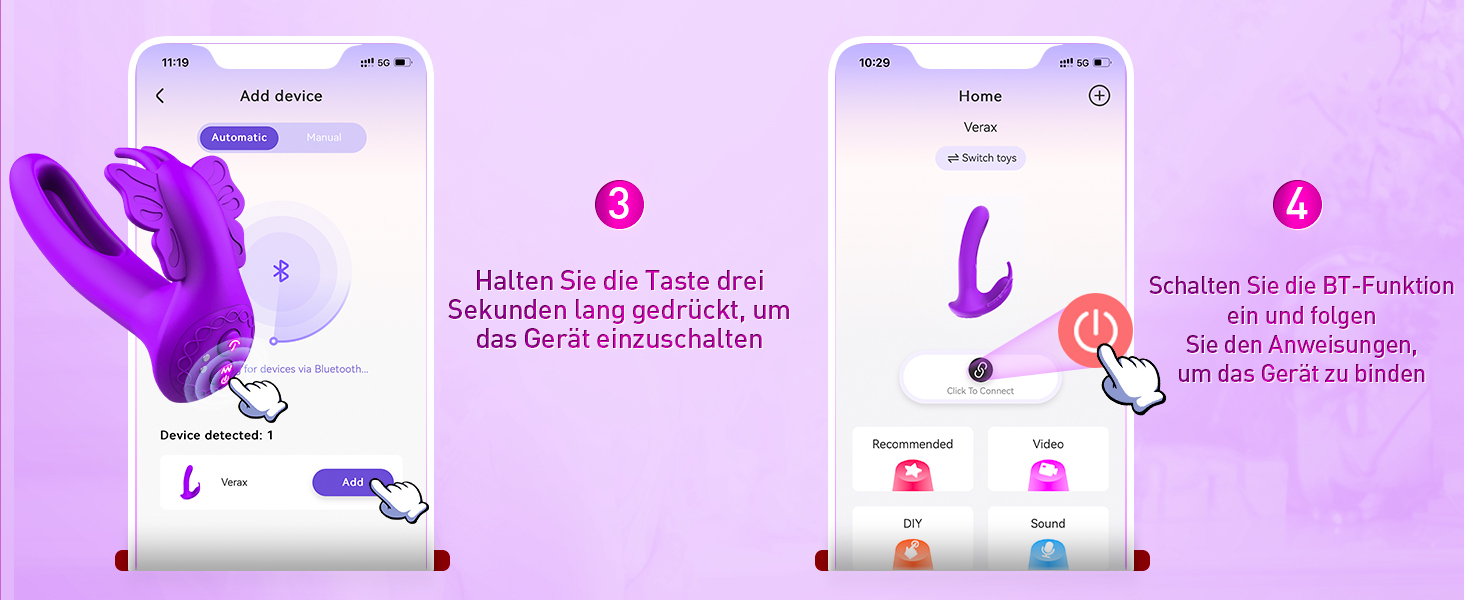 11:19
5G
Add device
Automatic
Manual
for devices via Bluetooth...
Device detected: 1
Verax
Add
3
Halten Sie die Taste drei
Sekunden lang gedrückt, um
das Gerät einzuschalten
10:29
5G
Home
Verax
Switch toys
Click To Connect
Recommended
Video
DIY
Sound
4
Schalten Sie die BT-Funktion
ein und folgen
Sie den Anweisungen,
um das Gerät zu binden